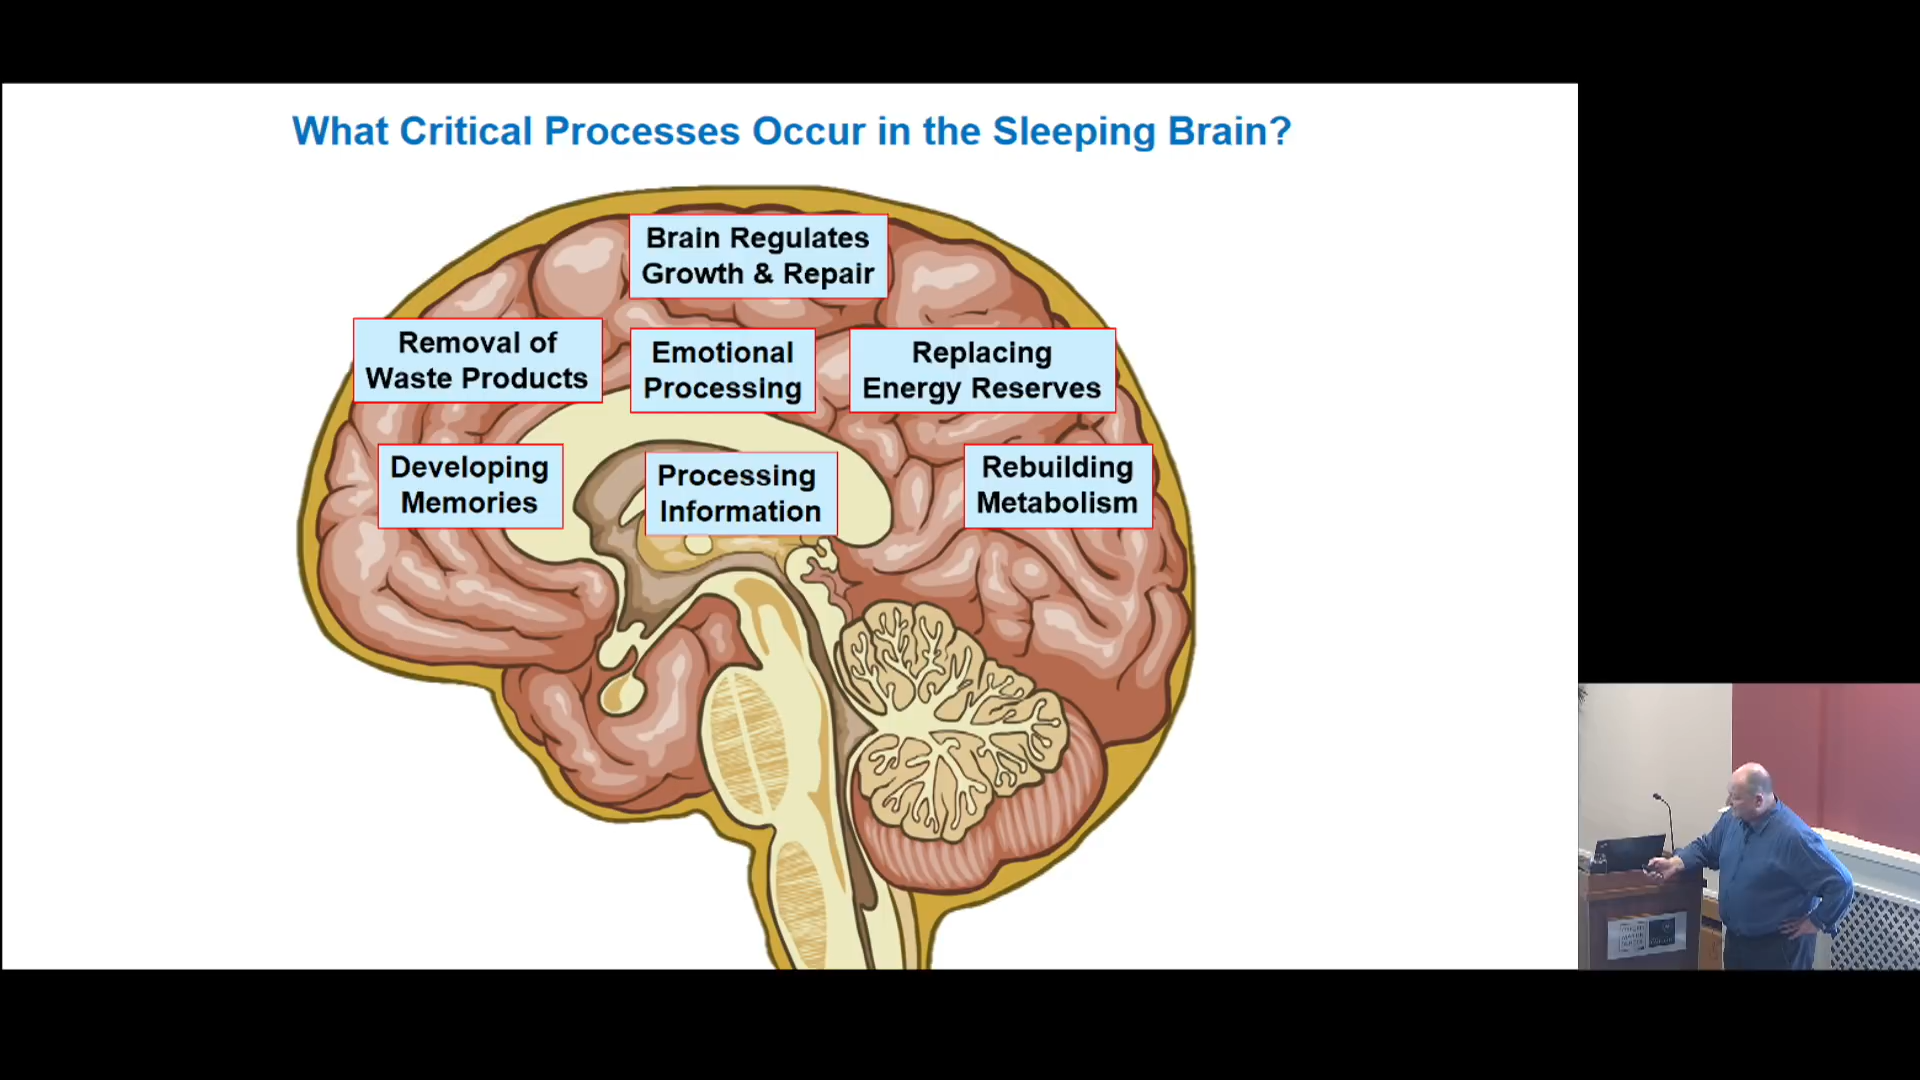 What Critical Processes Occur in the Sleeping Brain?
Brain Regulates
Growth & Repair
Removal of
Waste Products
Emotional
Processing
Replacing
Energy Reserves
Developing
Memories
Processing
Information
Rebuilding
Metabolism